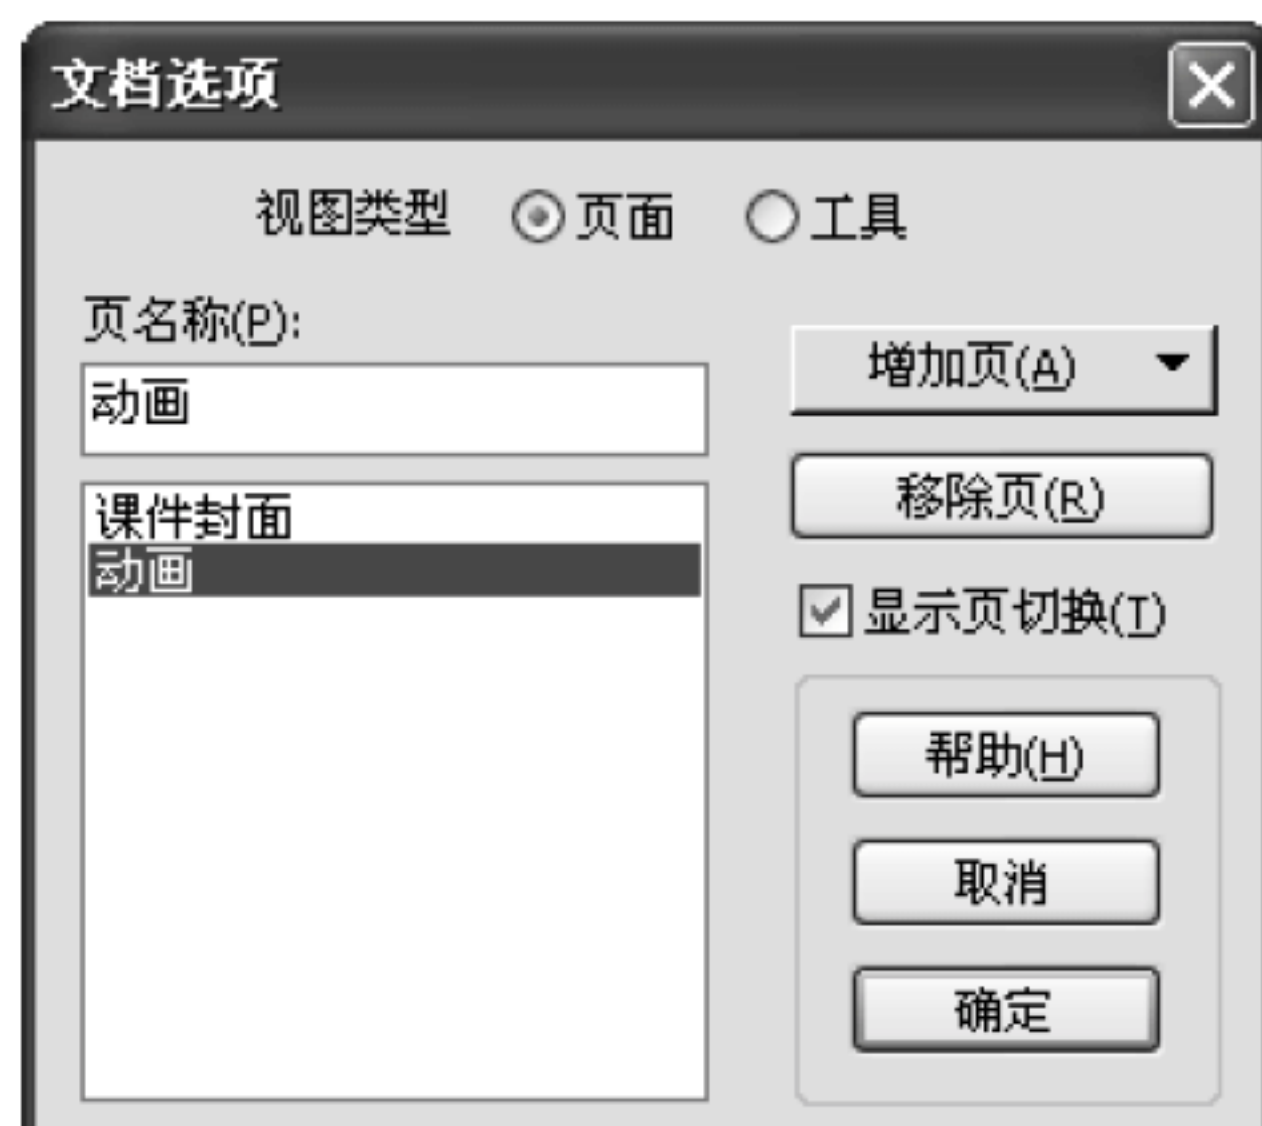 文档选项
视图类型 页面 工具
页名称(P):
动画
课件封面
动画
增加页(A)
移除页(R)
显示页切换(T)
帮助(H)
取消
确定